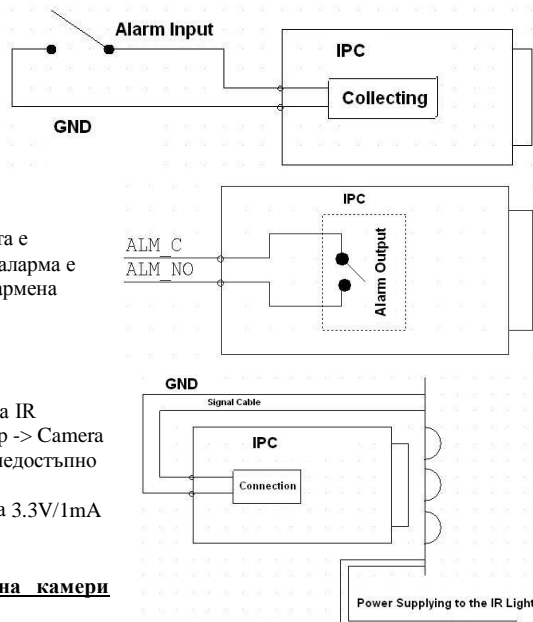 Alarm Input
IPC
Collecting
GND
та е
аларма е
армена
IPC
ALM_C
ALM_NO
Alarm Output
а IR
p -> Camera
недостъпно
а 3.3V/1mA
на камери
GND
Signal Cable
IPC
Connection
Power Supplying to the IR Light